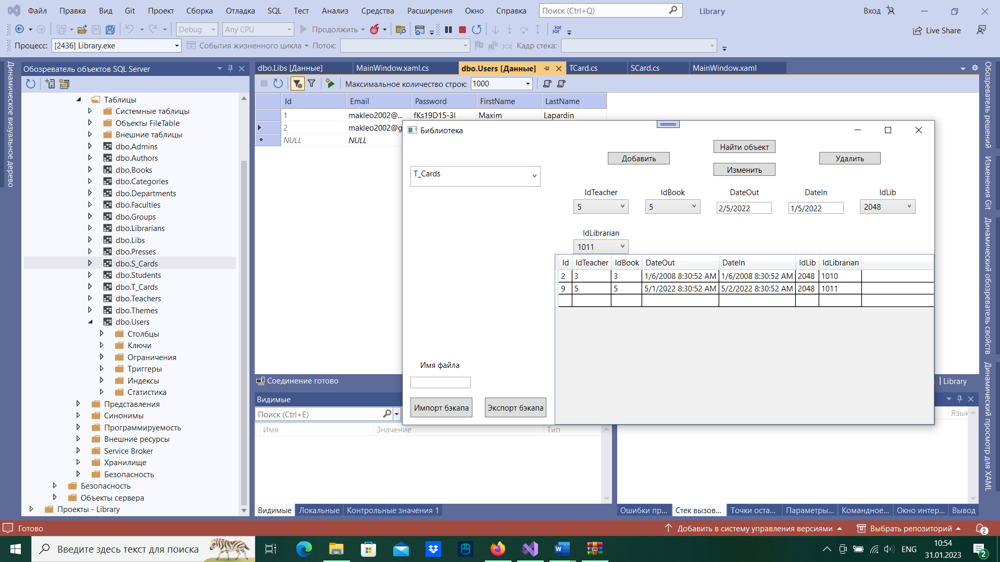 Файл Правка Вид Git Проект Сборка Отладка SQL Тест Анализ Средства Расширения Окно Справка Поиск (Ctrl+Q) Library Вход
Debug Any CPU Продолжить Live Share
Процесс: [2436] Library.exe События жизненного цикла Поток: Кадр стека:
Динамическое визуальное дерево
Обозреватель объектов SQL Server
Таблицы
Системные таблицы
Объекты FileTable
Внешние таблицы
dbo.Admins
dbo.Authors
dbo.Books
dbo.Categories
dbo.Departments
dbo.Faculties
dbo.Groups
dbo.Librarians
dbo.Libs
dbo.Presses
dbo.S_Cards
dbo.Students
dbo.T_Cards
dbo.Teachers
dbo.Themes
dbo.Users
Столбцы
Ключи
Ограничения
Триггеры
Индексы
Статистика
Представления
Синонимы
Программируемость
Внешние ресурсы
Service Broker
Хранилище
Безопасность
Безопасность
Объекты сервера
Проекты - Library
dbo.Libs [Данные] MainWindow.xaml.cs dbo.Users [Данные] TCard.cs SCard.cs MainWindow.xaml
Максимальное количество строк: 1000
Id Email Password FirstName LastName
1 makleo2002@... fKs19D15-3l Maxim Lapardin
2 makleo2002@g
NULL NULL
Соединение готово Library
Библиотека
Найти объект
Добавить Удалить
Изменить
T_Cards
IdTeacher IdBook DateOut DateIn IdLib
5 5 2/5/2022 1/5/2022 2048
IdLibrarian
1011
Id IdTeacher IdBook DateOut DateIn IdLib IdLibrarian
2 3 3 1/6/2008 8:30:52 AM 1/6/2008 8:30:52 AM 2048 1010
9 5 5 5/1/2022 8:30:52 AM 5/2/2022 8:30:52 AM 2048 1011
Имя файла
Импорт бэкапа Экспорт бэкапа
Видимые
Поиск (Ctrl+E)
Имя Значение Тип
Язык
Видимые Локальные Контрольные значения 1
Ошибки пр... Стек вызов... Точки оста... Параметры... Командное... Окно интер... Вывод
Обозреватель решений
Изменения Git
Динамический обозреватель свойств
Динамический просмотр для XAML
Готово Добавить в систему управления версиями Выбрать репозиторий 2
Введите здесь текст для поиска ENG 10:54
31.01.2023 2